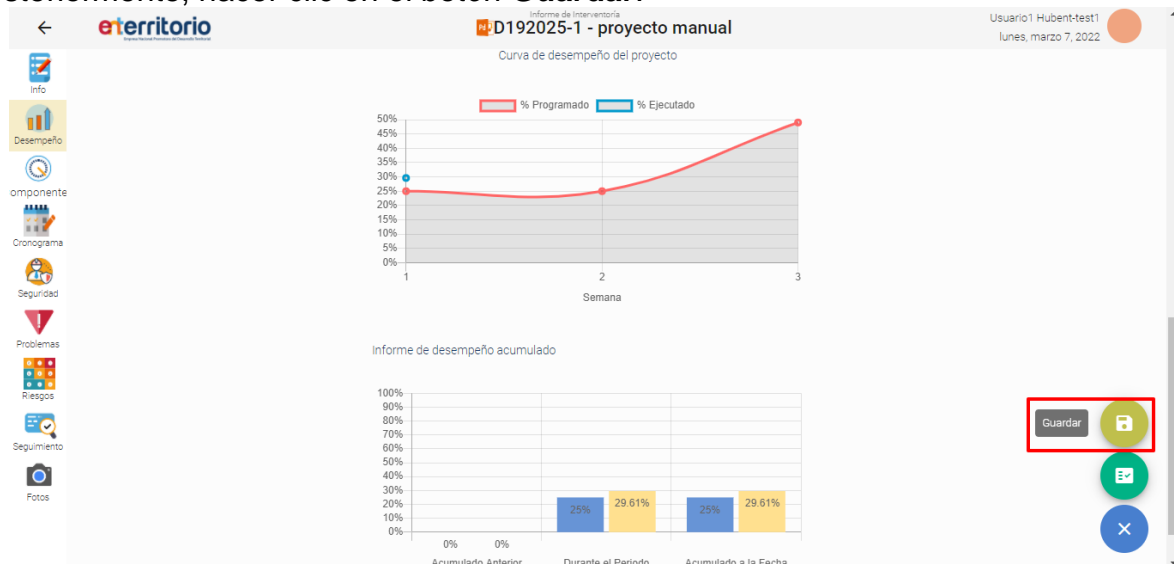 Guardar.
Informe de Interventoría
D192025-1 - proyecto manual
Usuario1 Hubent-test1
lunes, marzo 7, 2022
eterritorio
Info
Desempeño
omponente
Cronograma
Seguridad
Problemas
Riesgos
Seguimiento
Fotos
Curva de desempeño del proyecto
% Programado % Ejecutado
50%
45%
40%
35%
30%
25%
20%
15%
10%
5%
0%
1 2 3
Semana
Informe de desempeño acumulado
100%
90%
80%
70%
60%
50%
40%
30%
20%
10%
0%
0% 0%
25% 29.61%
25% 29.61%
Acumulado Anterior Durante el Periodo Acumulado a la Fecha
Guardar